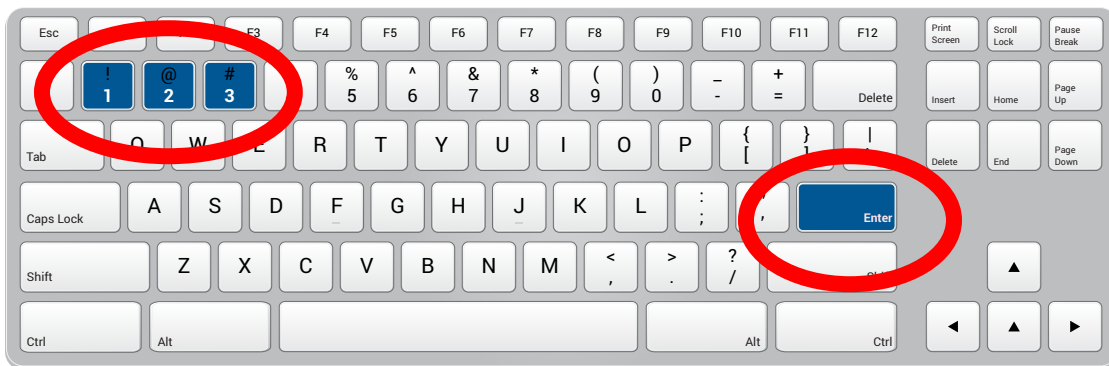 Esc F3 F4 F5 F6 F7 F8 F9 F10 F11 F12 Print Screen Scroll Lock Pause Break
! @ # % ^ & * ( ) _ +
1 2 3 5 6 7 8 9 0 - = Delete Insert Home Page Up
Tab Q W E R T Y U I O P { [ } ] | Delete End Page Down
Caps Lock A S D F G H J K L : ; , Enter
Shift Z X C V B N M < , > . ? /
Ctrl Alt Alt Ctrl